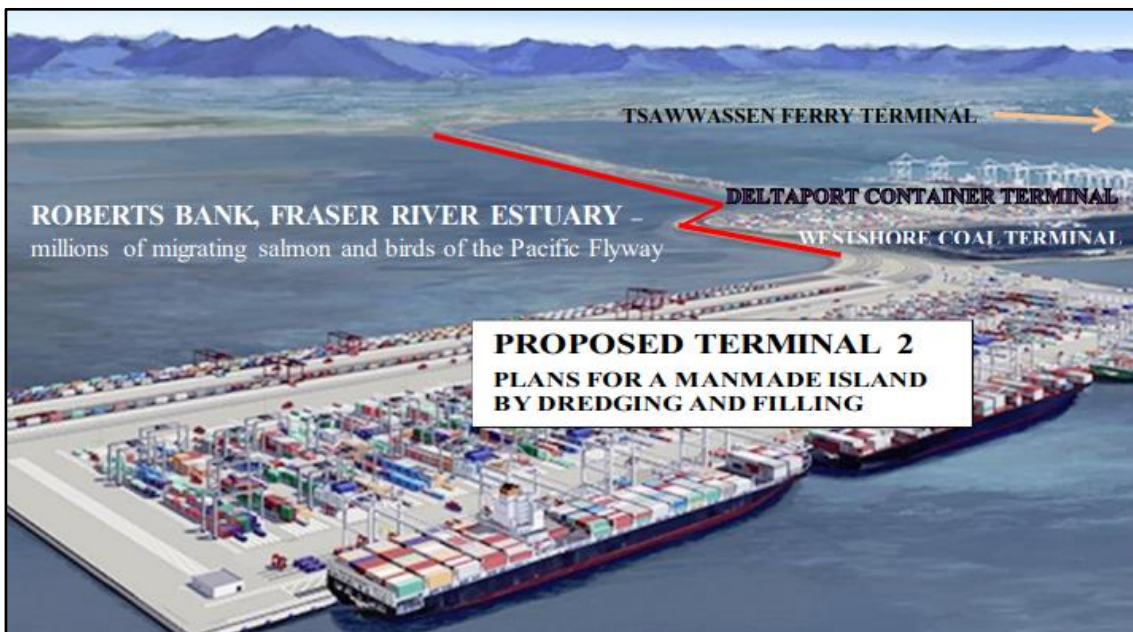 TSAWWASSEN FERRY TERMINAL
DELTAPORT CONTAINER TERMINAL
ROBERTS BANK, FRASER RIVER ESTUARY –
millions of migrating salmon and birds of the Pacific Flyway
WESTSHORE COAL TERMINAL
PROPOSED TERMINAL 2
PLANS FOR A MANMADE ISLAND
BY DREDGING AND FILLING